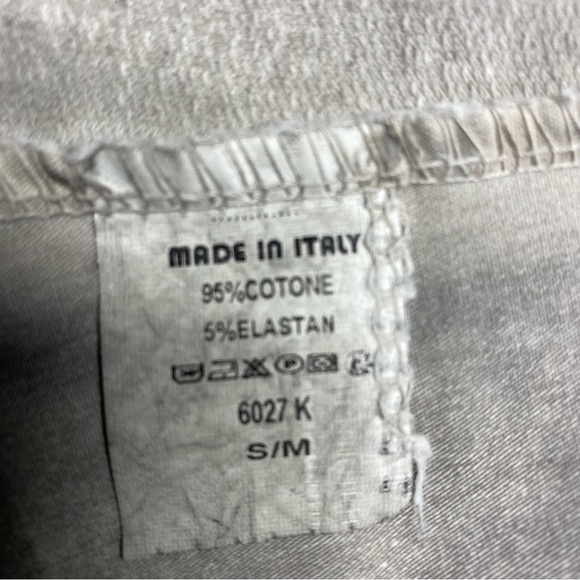 MADE IN ITALY
95%COTONE
5%ELASTAN
6027 K
S/M